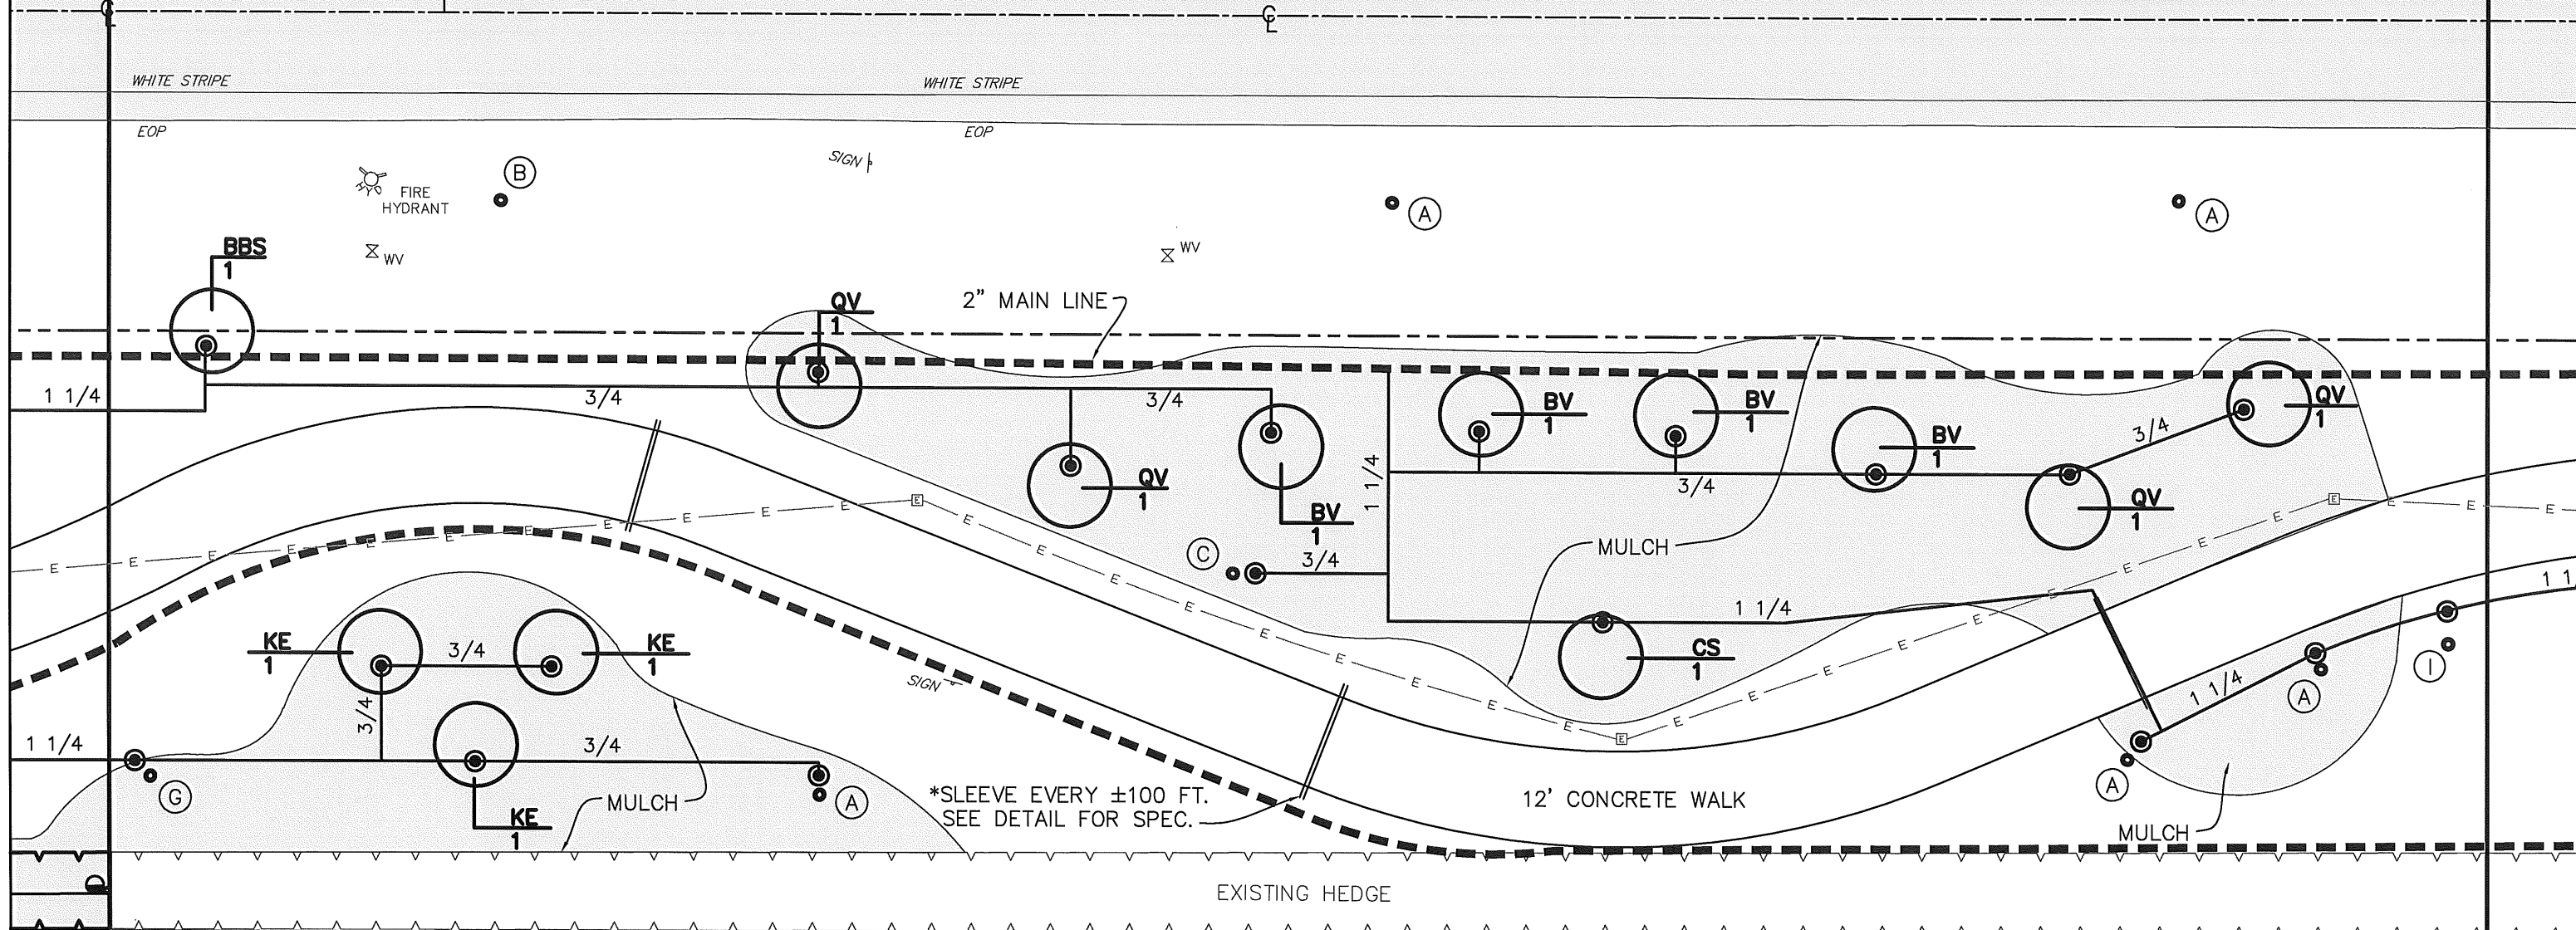 ℄
℄
WHITE STRIPE
WHITE STRIPE
EOP
EOP
SIGN
B
HYD
FIRE
HYDRANT
A
A
WV
WV
BBS
1
QV
1
2" MAIN LINE
1 1/4
3/4
3/4
BV
1
BV
1
BV
1
QV
1
3/4
QV
1
BV
1
1 1/4
3/4
QV
1
E E E E E E E E E E E
E
E E E E E E E E E
E
E E E E E E E E E
E
E E E
C
3/4
MULCH
1 1/4
CS
1
KE
1
3/4
KE
1
3/4
SIGN
1 1/4
3/4
KE
1
G
A
MULCH
*SLEEVE EVERY ±100 FT.
SEE DETAIL FOR SPEC.
12' CONCRETE WALK
1 1/4
A
A
I
1 1
MULCH
EXISTING HEDGE